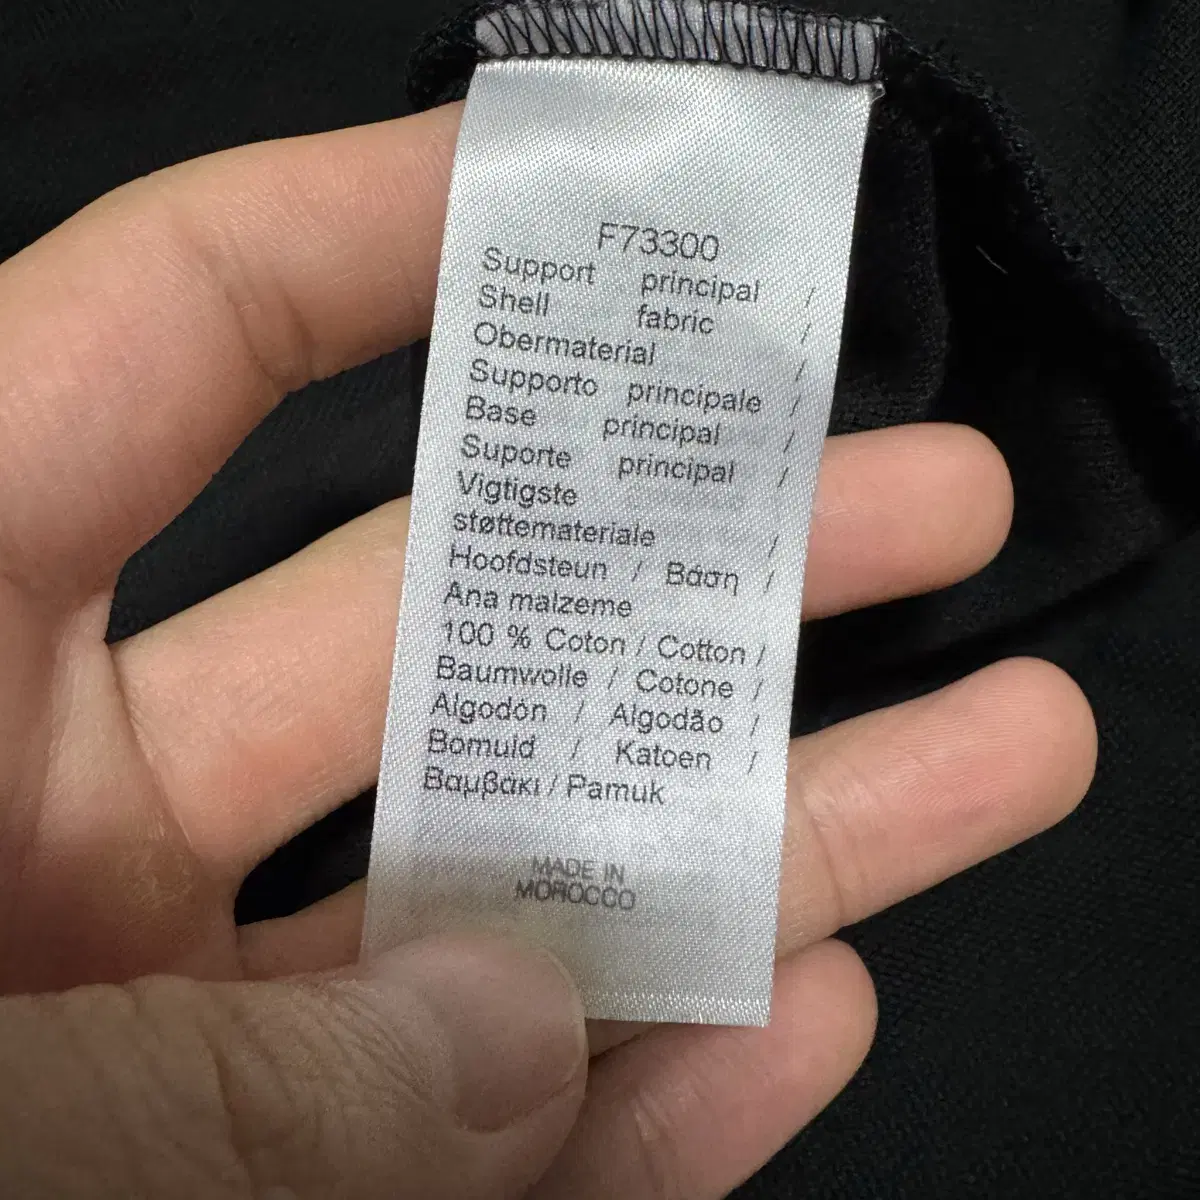 F73300
Support principal /
Shell fabric /
Obermaterial /
Supporto principale /
Base principal /
Suporte principal /
Vigtigste
støttemateriale /
Hoofdsteun / Βάση /
Ana malzeme
100 % Coton / Cotton /
Baumwolle / Cotone /
Algodón / Algodão /
Bomuld / Katoen /
Βαμβάκι / Pamuk
MADE IN
MOROCCO